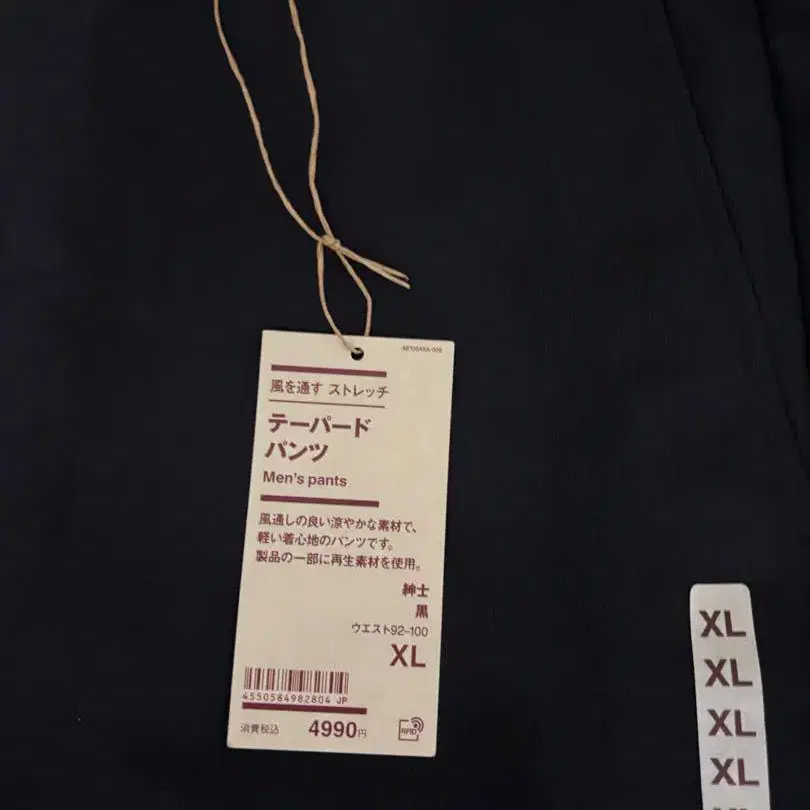 風を通す ストレッチ
テーパード
パンツ
Men's pants
風通しの良い涼やかな素材で、
軽い着心地のパンツです。
製品の一部に再生素材を使用。
紳士
黒
ウエスト92-100
XL
4550584982804 JP
消費税込 4990円
RFID
XL
XL
XL
XL